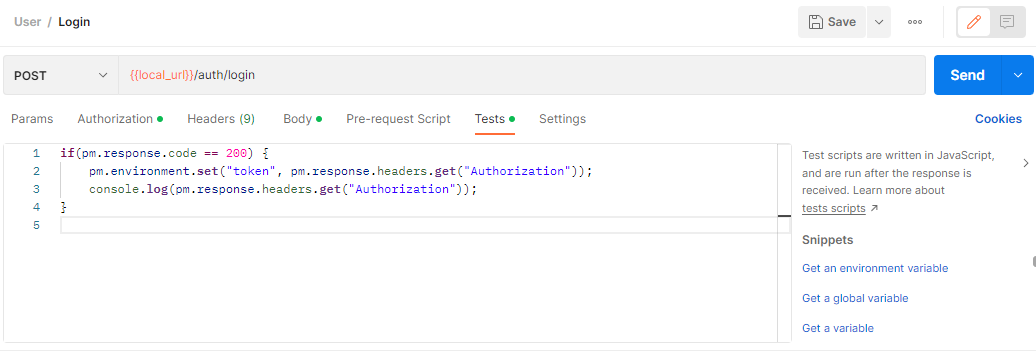 User / Login
Save
POST
{{local_url}}/auth/login
Send
Params Authorization Headers (9) Body Pre-request Script Tests Settings Cookies
1 if(pm.response.code == 200) {
2 pm.environment.set("token", pm.response.headers.get("Authorization"));
3 console.log(pm.response.headers.get("Authorization"));
4 }
5
Test scripts are written in JavaScript,
and are run after the response is
received. Learn more about
tests scripts ↗
Snippets
Get an environment variable
Get a global variable
Get a variable